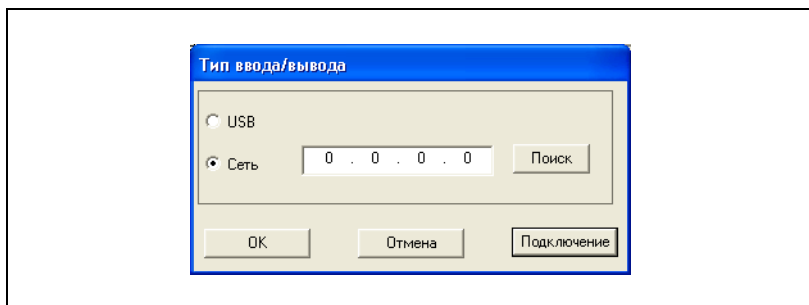 Тип ввода/вывода
USB
Сеть 0 . 0 . 0 . 0 Поиск
OK Отмена Подключение